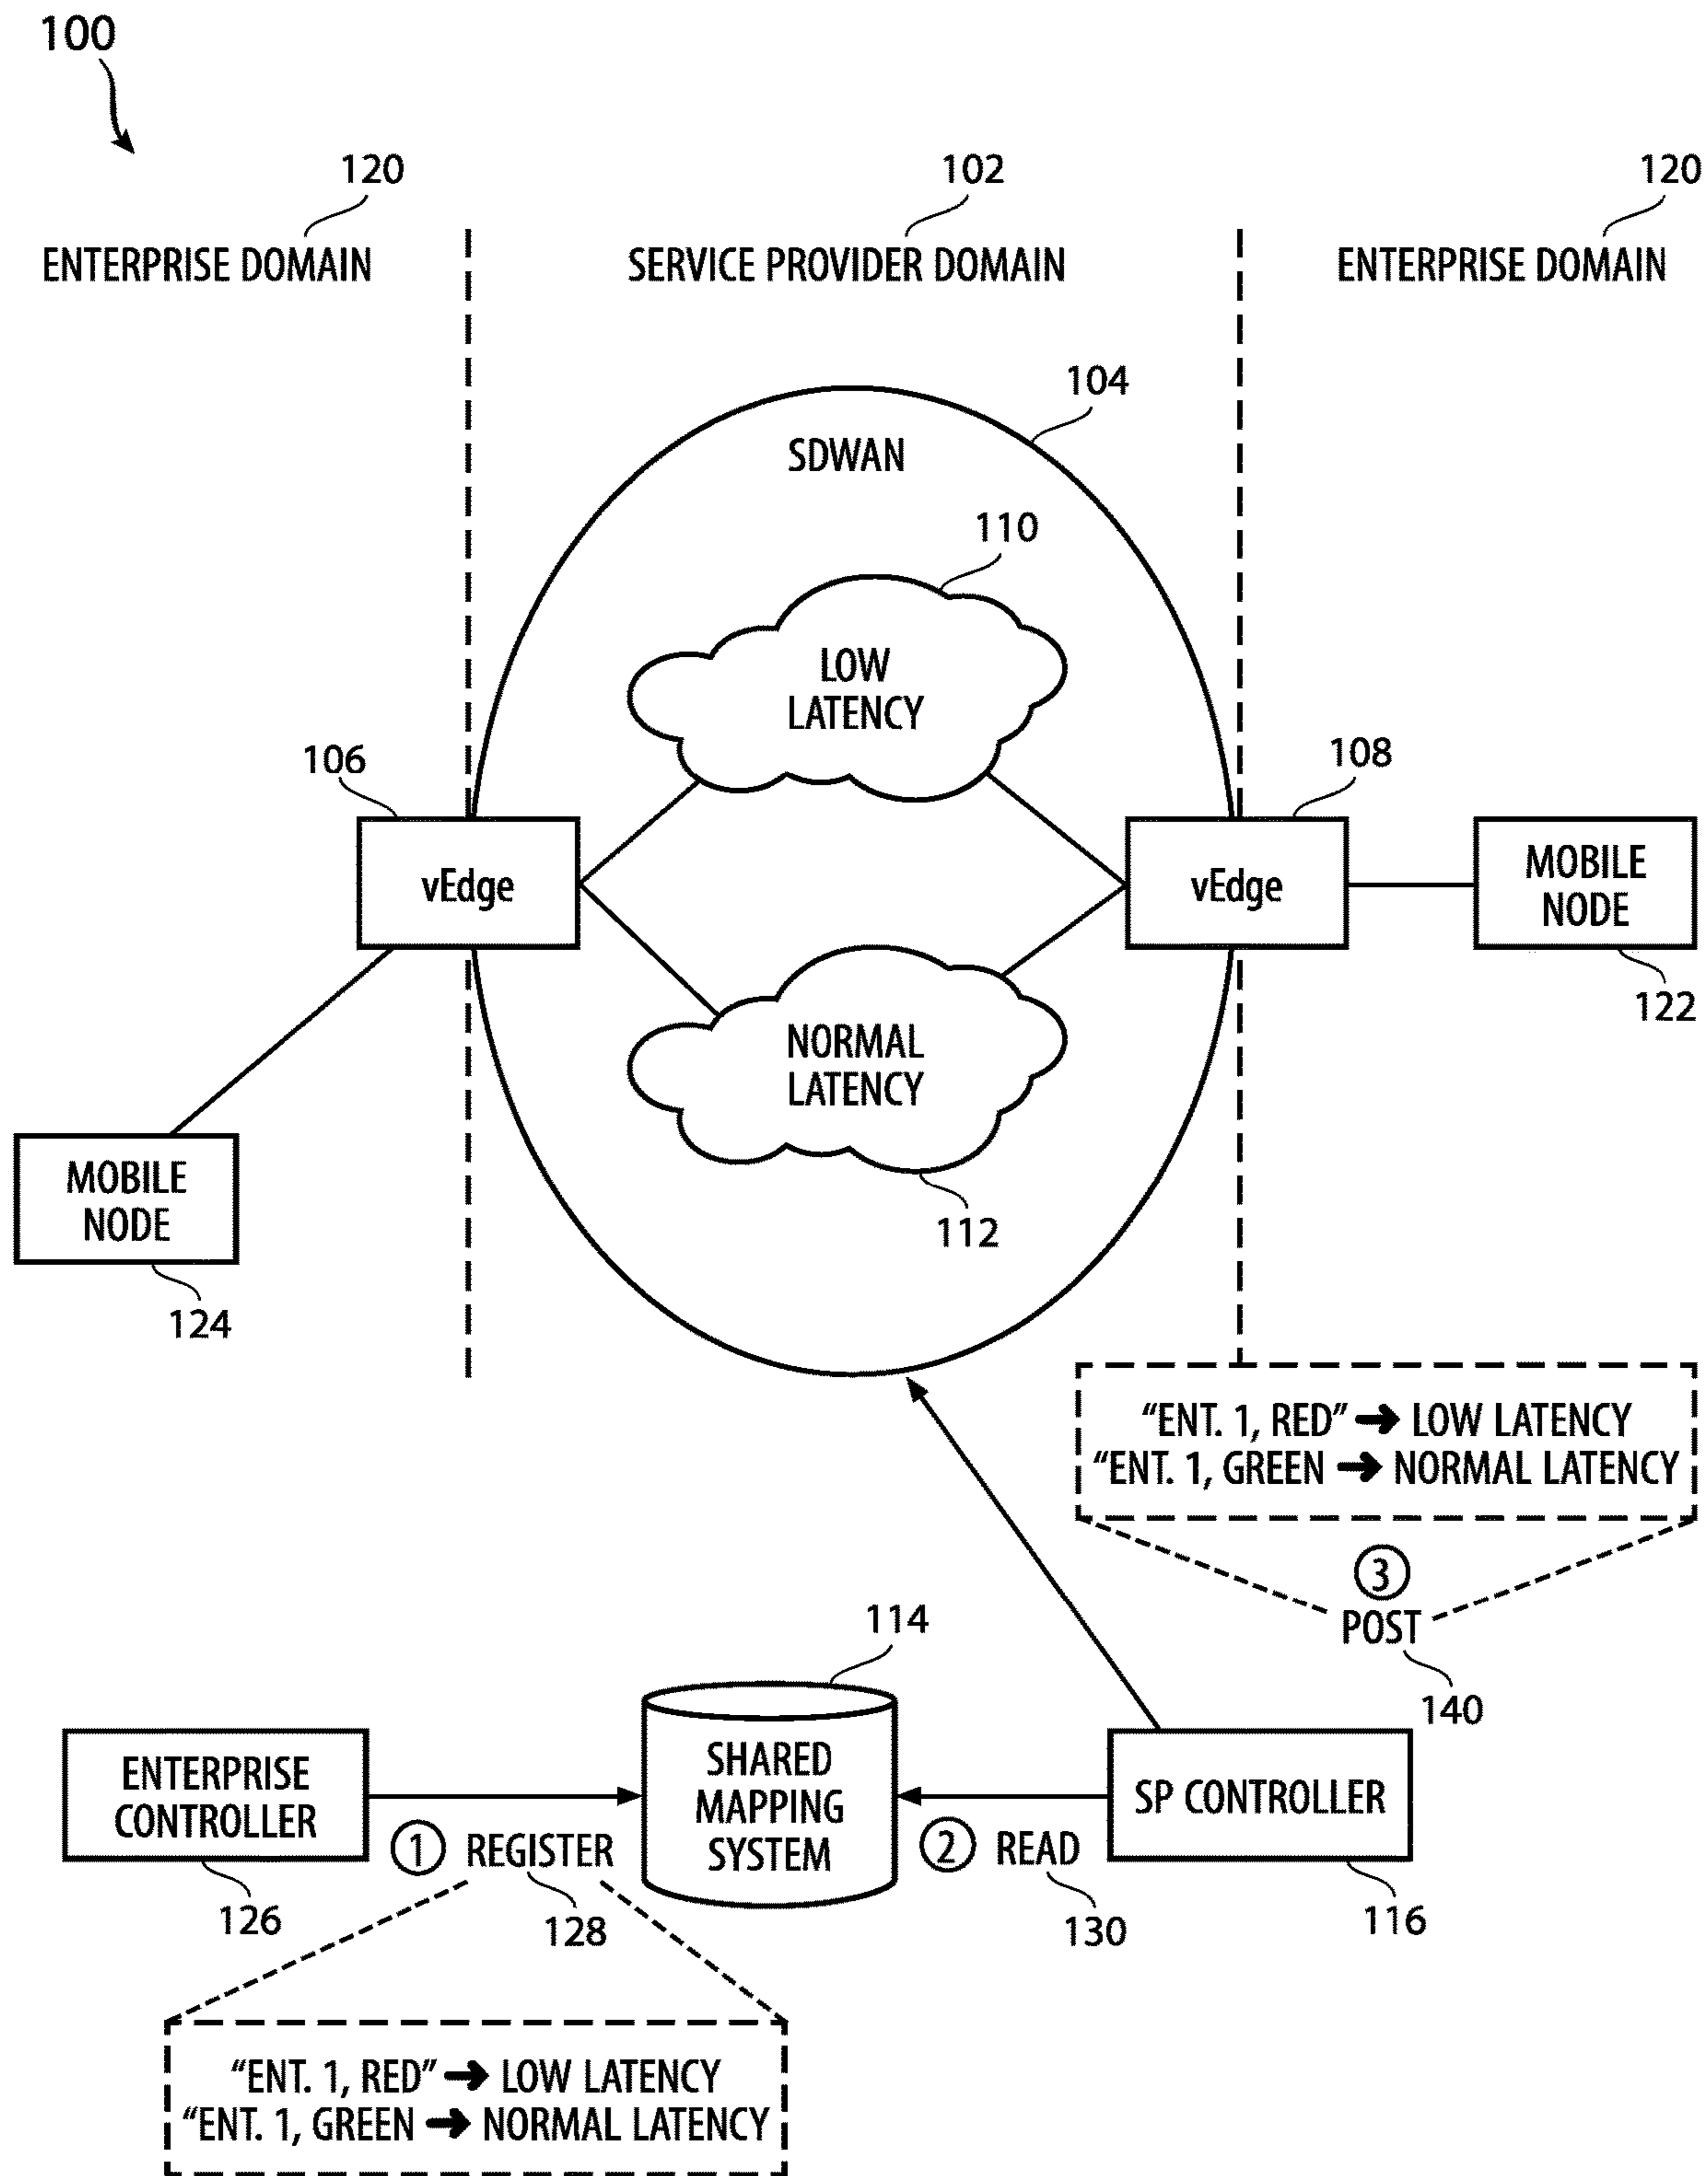 100
120
102
120
ENTERPRISE DOMAIN
SERVICE PROVIDER DOMAIN
ENTERPRISE DOMAIN
104
SDWAN
110
LOW
LATENCY
106
108
vEdge
vEdge
MOBILE
NODE
122
NORMAL
LATENCY
112
MOBILE
NODE
124
“ENT. 1, RED” → LOW LATENCY
“ENT. 1, GREEN → NORMAL LATENCY
3
POST
140
114
ENTERPRISE
CONTROLLER
126
1 REGISTER
128
SHARED
MAPPING
SYSTEM
2 READ
130
SP CONTROLLER
116
“ENT. 1, RED” → LOW LATENCY
“ENT. 1, GREEN → NORMAL LATENCY